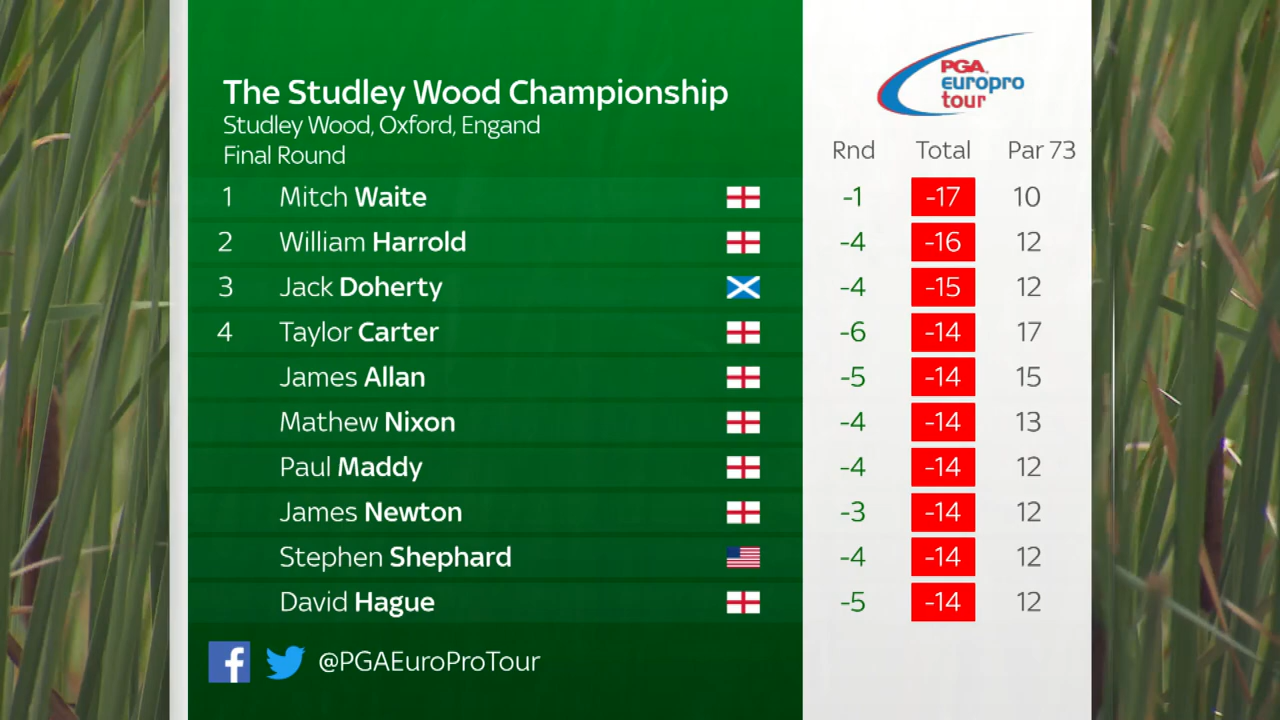 The Studley Wood Championship
Studley Wood, Oxford, Engand
Final Round
PGA
europro
tour
Rnd Total Par 73
1 Mitch Waite -1 -17 10
2 William Harrold -4 -16 12
3 Jack Doherty -4 -15 12
4 Taylor Carter -6 -14 17
James Allan -5 -14 15
Mathew Nixon -4 -14 13
Paul Maddy -4 -14 12
James Newton -3 -14 12
Stephen Shephard -4 -14 12
David Hague -5 -14 12
@PGAEuroProTour